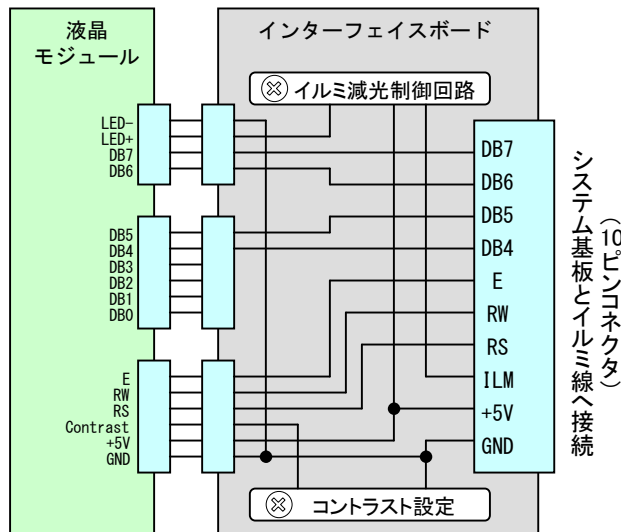 液晶
モジュール
インターフェイスボード
イルミ減光制御回路
LED-
LED+
DB7
DB6
DB5
DB4
DB3
DB2
DB1
DB0
E
RW
RS
Contrast
+5V
GND
DB7
DB6
DB5
DB4
E
RW
RS
ILM
+5V
GND
コントラスト設定
(10ピンコネクタ)
システム基板とイルミ線へ接続